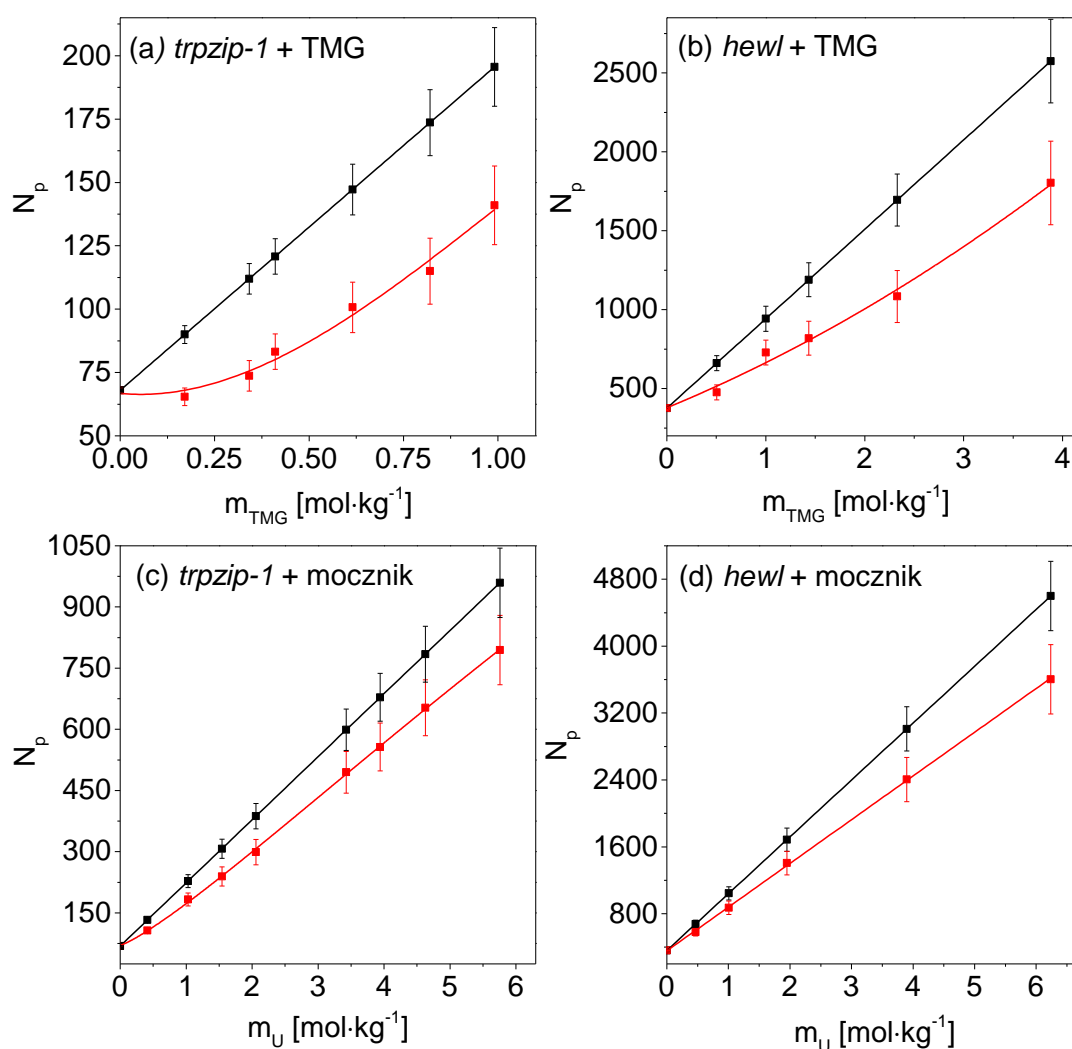 (a) trpzip-1 + TMG
200
175
150
125
100
75
50
N_p
0.00 0.25 0.50 0.75 1.00
m_TMG [mol·kg⁻¹]
(b) hewl + TMG
2500
2000
1500
1000
500
N_p
0 1 2 3 4
m_TMG [mol·kg⁻¹]
(c) trpzip-1 + mocznik
1050
900
750
600
450
300
150
N_p
0 1 2 3 4 5 6
m_U [mol·kg⁻¹]
(d) hewl + mocznik
4800
4000
3200
2400
1600
800
N_p
0 1 2 3 4 5 6
m_U [mol·kg⁻¹]